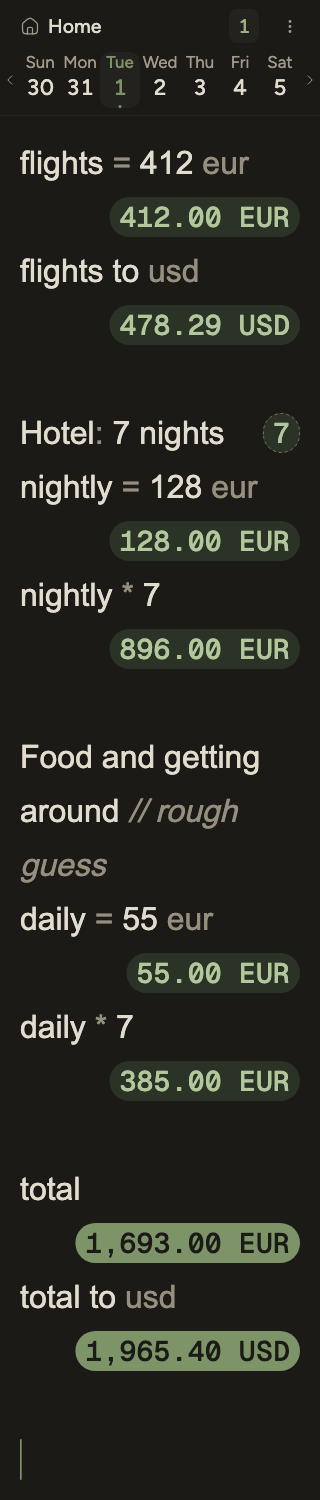 Home 1
Sun Mon Tue Wed Thu Fri Sat
30 31 1 2 3 4 5
flights = 412 eur
412.00 EUR
flights to usd
478.29 USD
Hotel: 7 nights 7
nightly = 128 eur
128.00 EUR
nightly * 7
896.00 EUR
Food and getting
around // rough
guess
daily = 55 eur
55.00 EUR
daily * 7
385.00 EUR
total
1,693.00 EUR
total to usd
1,965.40 USD